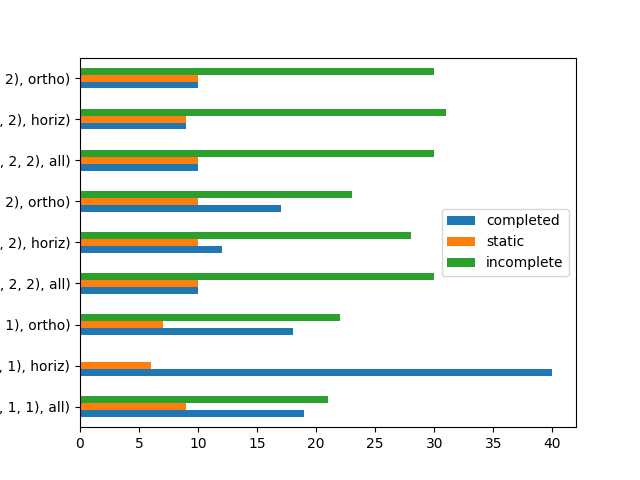 2), ortho)
, 2), horiz)
, 2, 2), all)
2), ortho)
, 2), horiz)
, 2, 2), all)
1), ortho)
, 1), horiz)
, 1, 1), all)
completed
static
incomplete
0 5 10 15 20 25 30 35 40